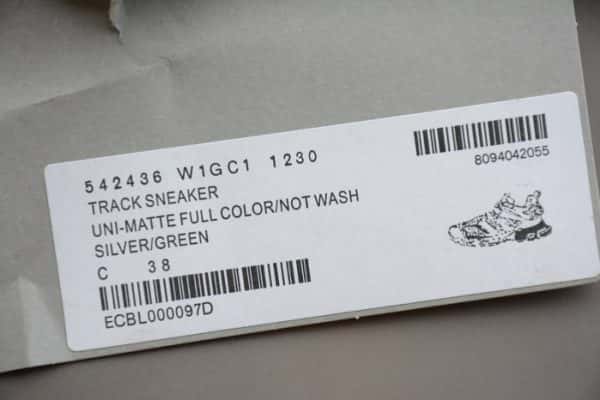 542436 W1GC1 1230
TRACK SNEAKER
UNI-MATTE FULL COLOR/NOT WASH
SILVER/GREEN
C 38
ECBL000097D
8094042055